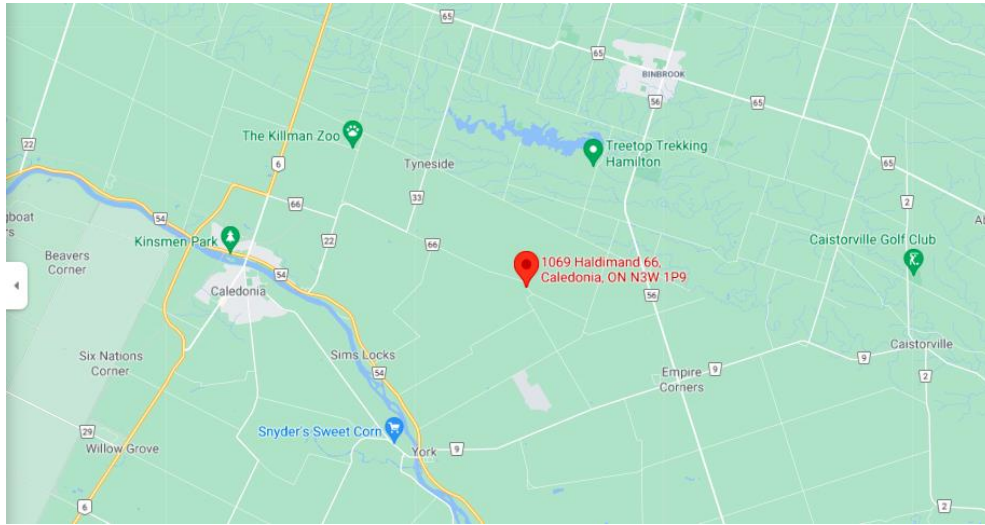 65
65
BINBROOK
56
65
The Killman Zoo
22
6
Tyneside
Treetop Trekking
Hamilton
65
33
2
54
66
Kinsmen Park
22
66
Caistorville Golf Club
Beavers
Corner
1069 Haldimand 66,
Caledonia, ON N3W 1P9
54
Caledonia
56
Sims Locks
Caistorville
Six Nations
Corner
9
9
54
Empire
Corners
2
Snyder's Sweet Corn
29
Willow Grove
York
9
6
2